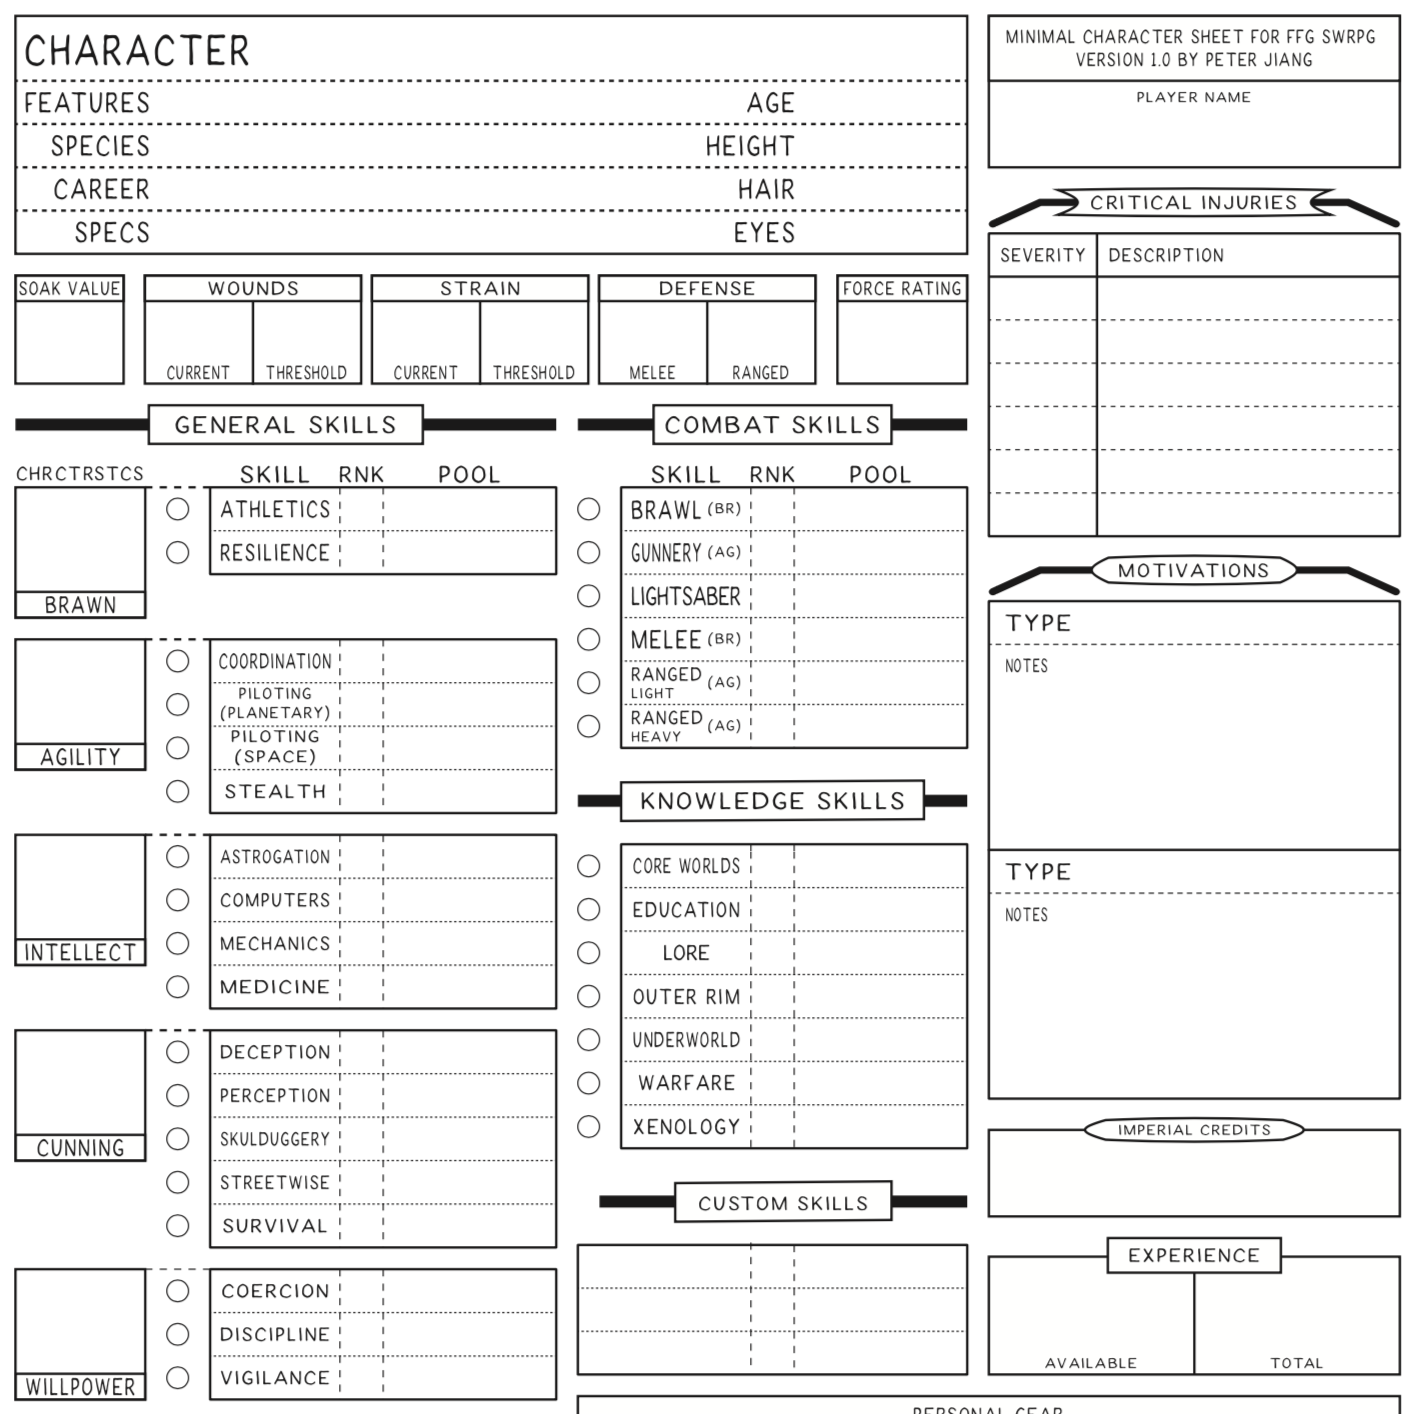 CHARACTER
FEATURES AGE
SPECIES HEIGHT
CAREER HAIR
SPECS EYES
MINIMAL CHARACTER SHEET FOR FFG SWRPG
VERSION 1.0 BY PETER JIANG
PLAYER NAME
SOAK VALUE WOUNDS STRAIN DEFENSE FORCE RATING
CURRENT THRESHOLD CURRENT THRESHOLD MELEE RANGED
GENERAL SKILLS
CHRCTRSTCS SKILL RNK POOL
BRAWN
ATHLETICS
RESILIENCE
AGILITY
COORDINATION
PILOTING
(PLANETARY)
PILOTING
(SPACE)
STEALTH
INTELLECT
ASTROGATION
COMPUTERS
MECHANICS
MEDICINE
CUNNING
DECEPTION
PERCEPTION
SKULDUGGERY
STREETWISE
SURVIVAL
WILLPOWER
COERCION
DISCIPLINE
VIGILANCE
COMBAT SKILLS
SKILL RNK POOL
BRAWL (BR)
GUNNERY (AG)
LIGHTSABER
MELEE (BR)
RANGED (AG)
LIGHT
RANGED (AG)
HEAVY
KNOWLEDGE SKILLS
CORE WORLDS
EDUCATION
LORE
OUTER RIM
UNDERWORLD
WARFARE
XENOLOGY
CUSTOM SKILLS
CRITICAL INJURIES
SEVERITY DESCRIPTION
MOTIVATIONS
TYPE
NOTES
TYPE
NOTES
IMPERIAL CREDITS
EXPERIENCE
AVAILABLE TOTAL
PERSONAL GEAR